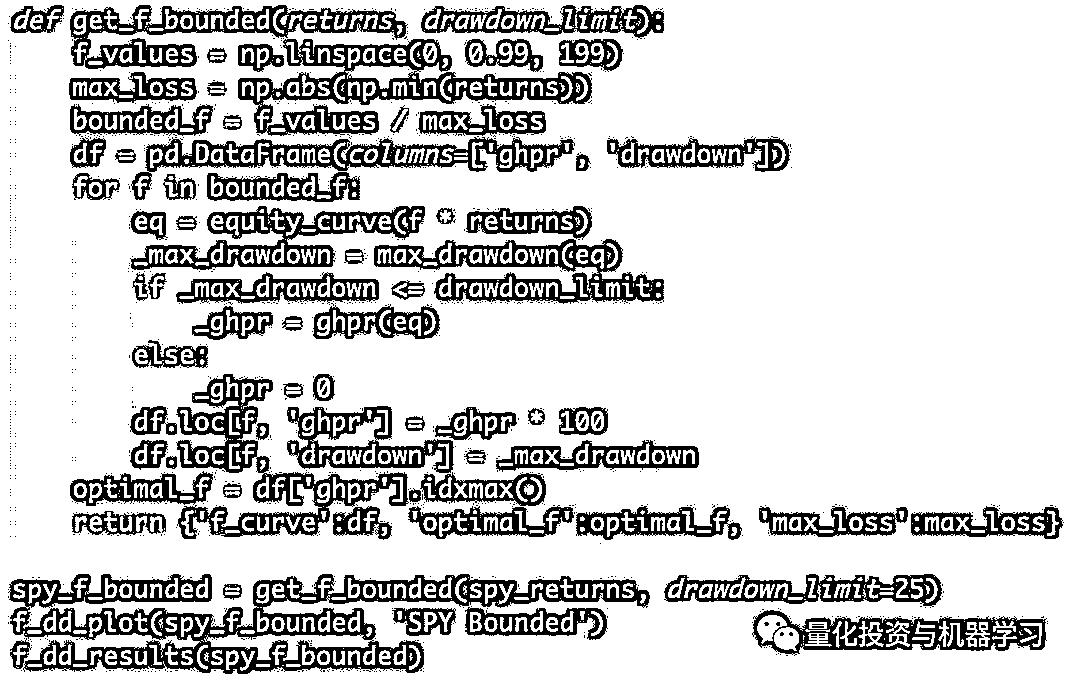 def get_f_bounded(returns, drawdown_limit):
    f_values = np.linspace(0, 0.99, 199)
    max_loss = np.abs(np.min(returns))
    bounded_f = f_values / max_loss
    df = pd.DataFrame(columns=['ghpr', 'drawdown'])
    for f in bounded_f:
        eq = equity_curve(f * returns)
        _max_drawdown = max_drawdown(eq)
        if _max_drawdown <= drawdown_limit:
            _ghpr = ghpr(eq)
        else:
            _ghpr = 0
        df.loc[f, 'ghpr'] = _ghpr * 100
        df.loc[f, 'drawdown'] = _max_drawdown
    optimal_f = df['ghpr'].idxmax()
    return {'f_curve':df, 'optimal_f':optimal_f, 'max_loss':max_loss}
spy_f_bounded = get_f_bounded(spy_returns, drawdown_limit=25)
f_dd_plot(spy_f_bounded, 'SPY Bounded')
f_dd_results(spy_f_bounded)
量化投资与机器学习